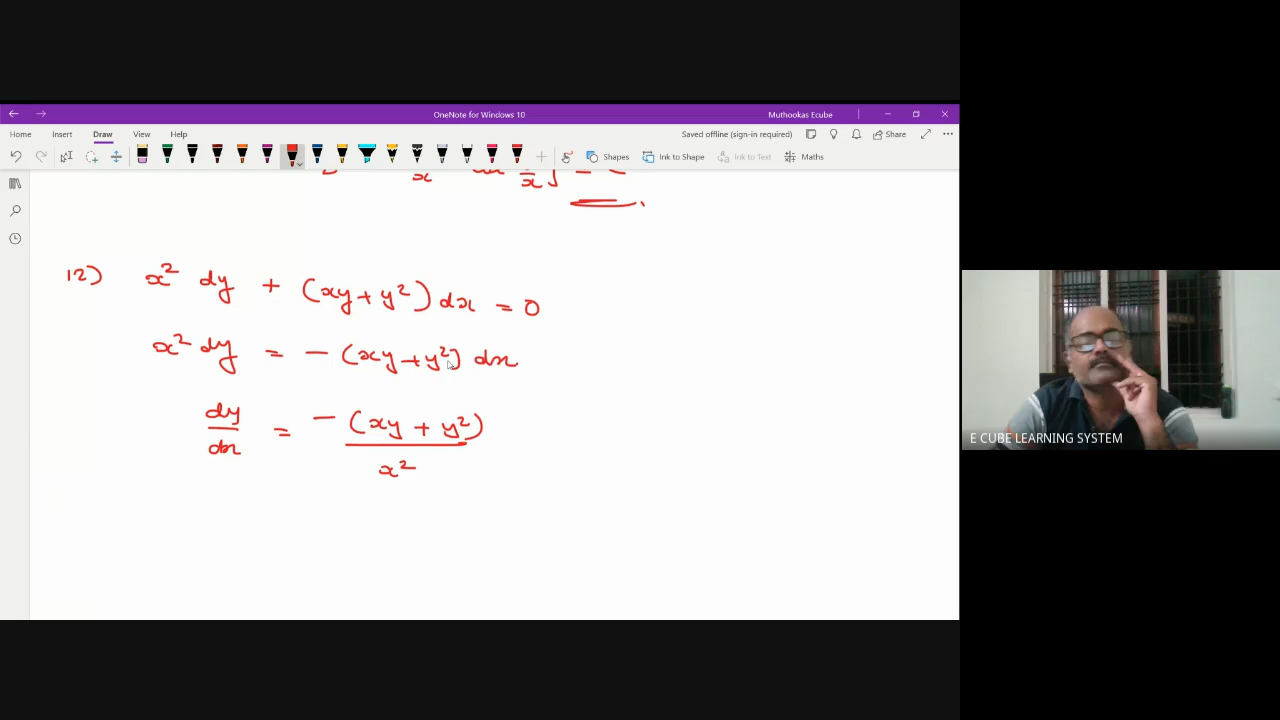 OneNote for Windows 10
Muthookas Ecube
Home Insert Draw View Help
Saved offline (sign-in required) Share
Shapes Ink to Shape Ink to Text Maths
12) x² dy + (xy + y²) dx = 0
x² dy = - (xy + y²) dx
dy/dx = - (xy + y²) / x²
E CUBE LEARNING SYSTEM